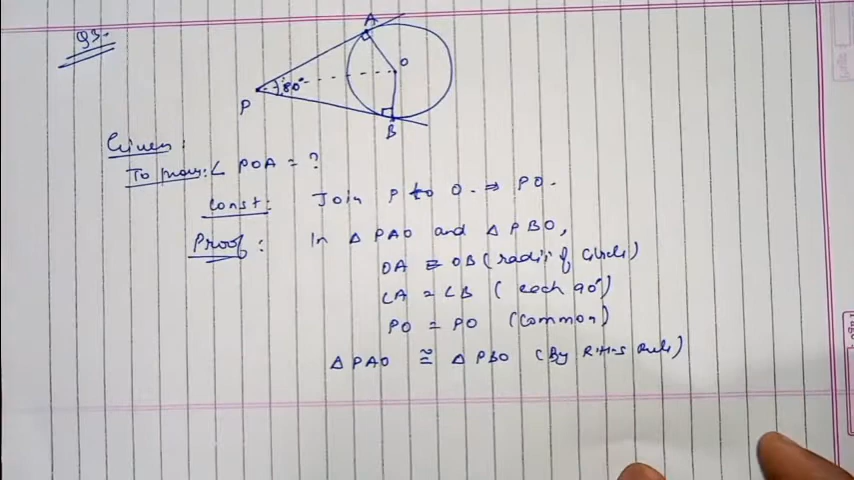 Q3.
A
O
80°
P
B
Given:
To prove: ∠ POA = ?
Const: Join P to O. ⇒ PO.
Proof: In △ PAO and △ PBO,
OA = OB (radii of circle)
∠A = ∠B (each 90°)
PO = PO (common)
△ PAO ≅ △ PBO (By R.H.S rule)